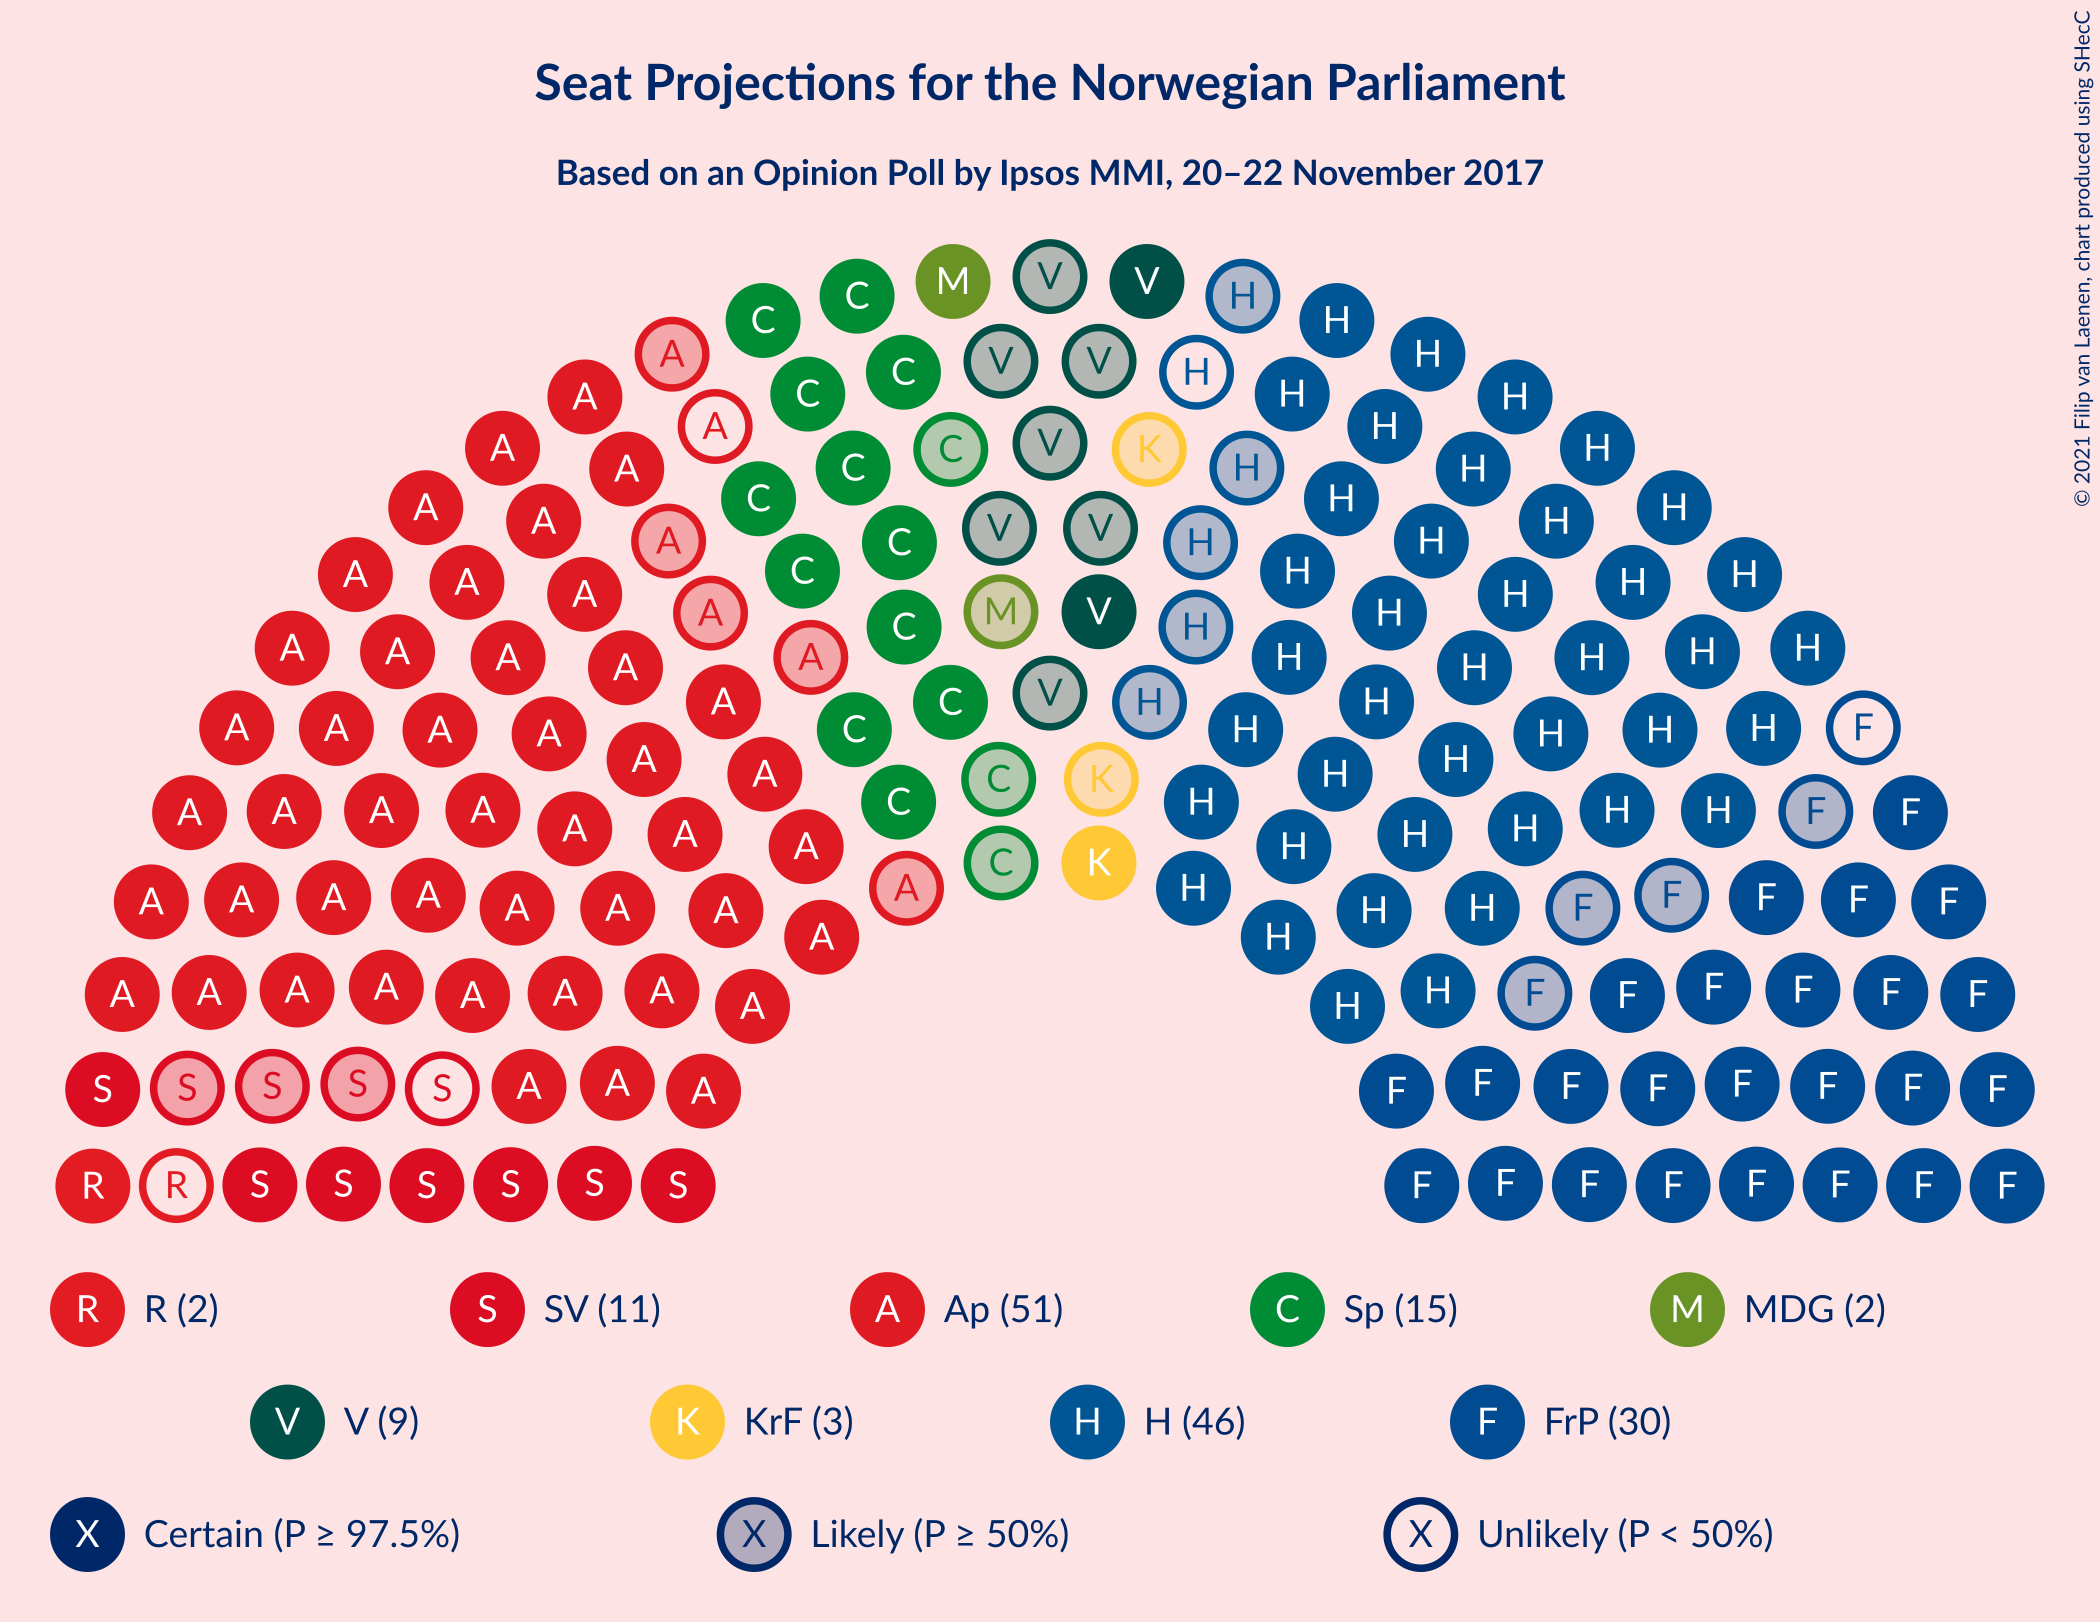 Seat Projections for the Norwegian Parliament
Based on an Opinion Poll by Ipsos MMI, 20–22 November 2017
© 2021 Filip van Laenen, chart produced using SHecC
M V V H
C C H H
A C C V V H H H
A A C C C V K H H H H
A A A C C V V H H H H H
A A A A C M V H H H H H
R R S S S S S S F F F F F F F F
R R (2) S SV (11) A Ap (51) C Sp (15) M MDG (2)
V V (9) K KrF (3) H H (46) F FrP (30)
X Certain (P ≥ 97.5%) X Likely (P ≥ 50%) X Unlikely (P < 50%)